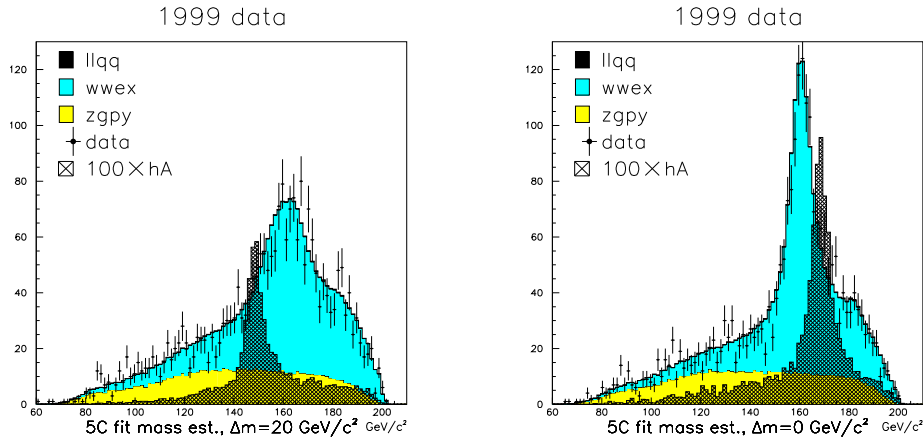 1999 data
120
100
80
60
40
20
0
llqq
wwex
zgpy
data
100×hA
60 80 100 120 140 160 180 200
5C fit mass est., Δm=20 GeV/c² GeV/c²
1999 data
120
100
80
60
40
20
0
llqq
wwex
zgpy
data
100×hA
60 80 100 120 140 160 180 200
5C fit mass est., Δm=0 GeV/c² GeV/c²